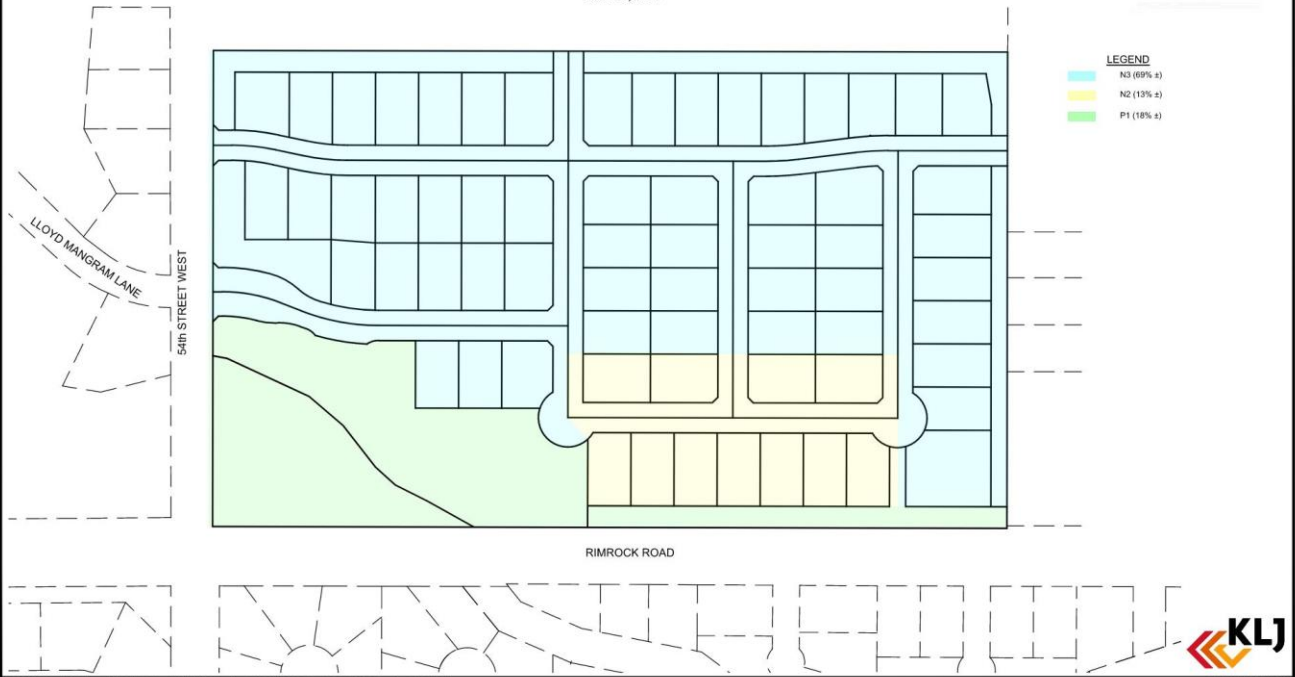 LEGEND
N3 (69% ±)
N2 (13% ±)
P1 (18% ±)
LLOYD MANGRAM LANE
54th STREET WEST
RIMROCK ROAD
KLJ